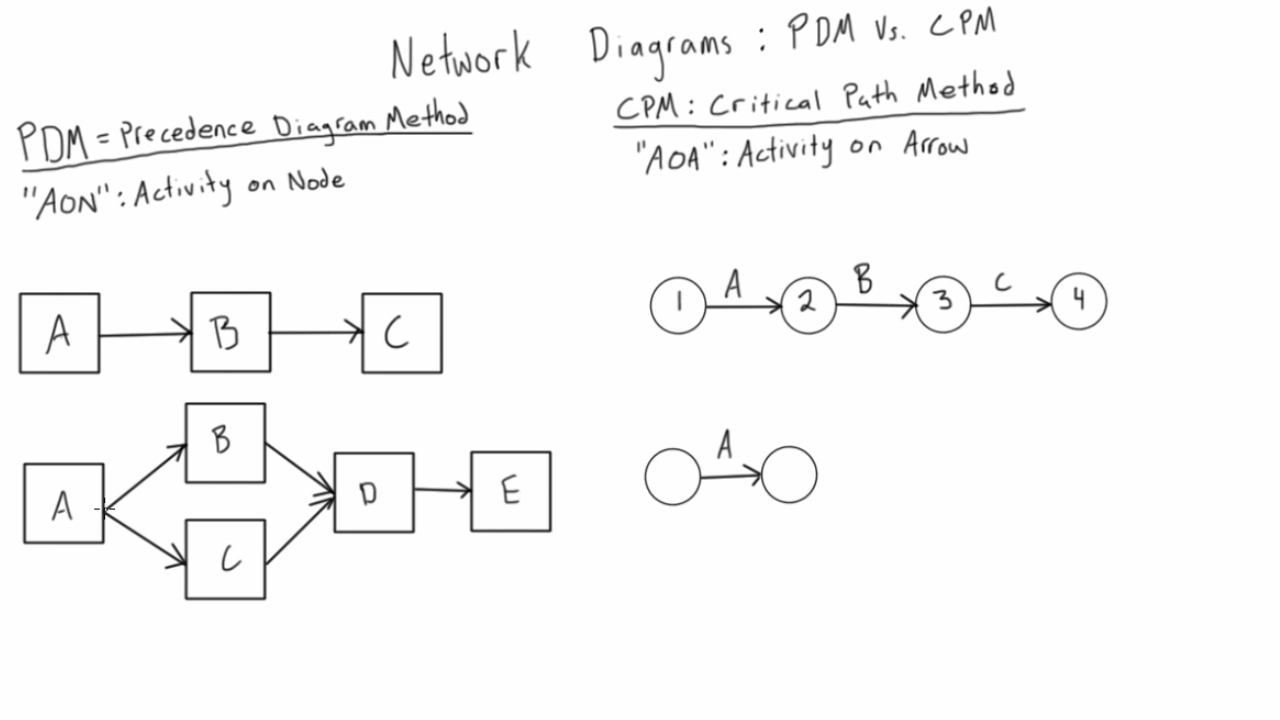 Network Diagrams : PDM Vs. CPM
PDM = Precedence Diagram Method
"AON" : Activity on Node
CPM : Critical Path Method
"AOA" : Activity on Arrow
A B C
1 A 2 B 3 C 4
A B C D E
A